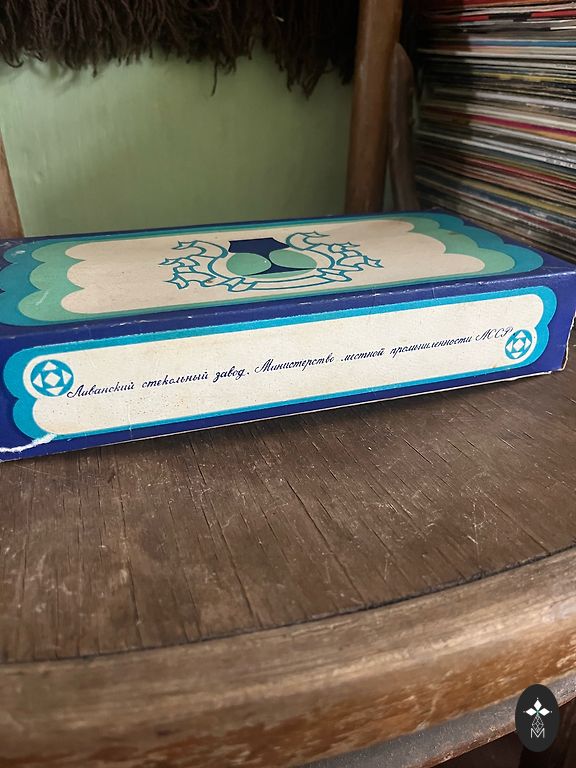 Ливанский стекольный завод. Министерство местной промышленности ЛССР
M